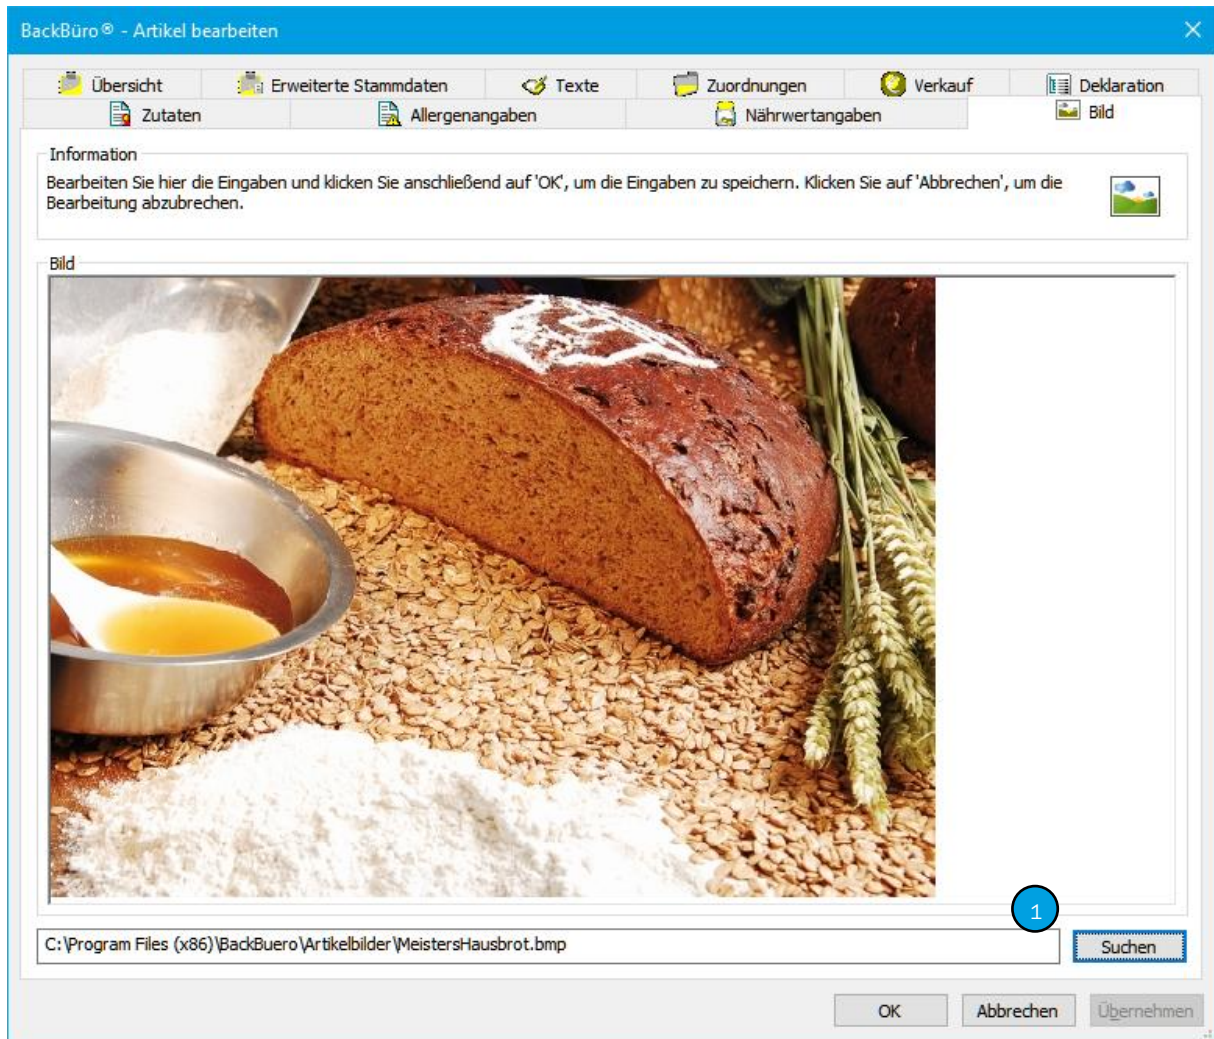 BackBüro® - Artikel bearbeiten
Übersicht Erweiterte Stammdaten Texte Zuordnungen Verkauf Deklaration
Zutaten Allergenangaben Nährwertangaben Bild
Information
Bearbeiten Sie hier die Eingaben und klicken Sie anschließend auf 'OK', um die Eingaben zu speichern. Klicken Sie auf 'Abbrechen', um die
Bearbeitung abzubrechen.
Bild
1
C:\Program Files (x86)\BackBuero\Artikelbilder\MeistersHausbrot.bmp Suchen
OK Abbrechen Übernehmen